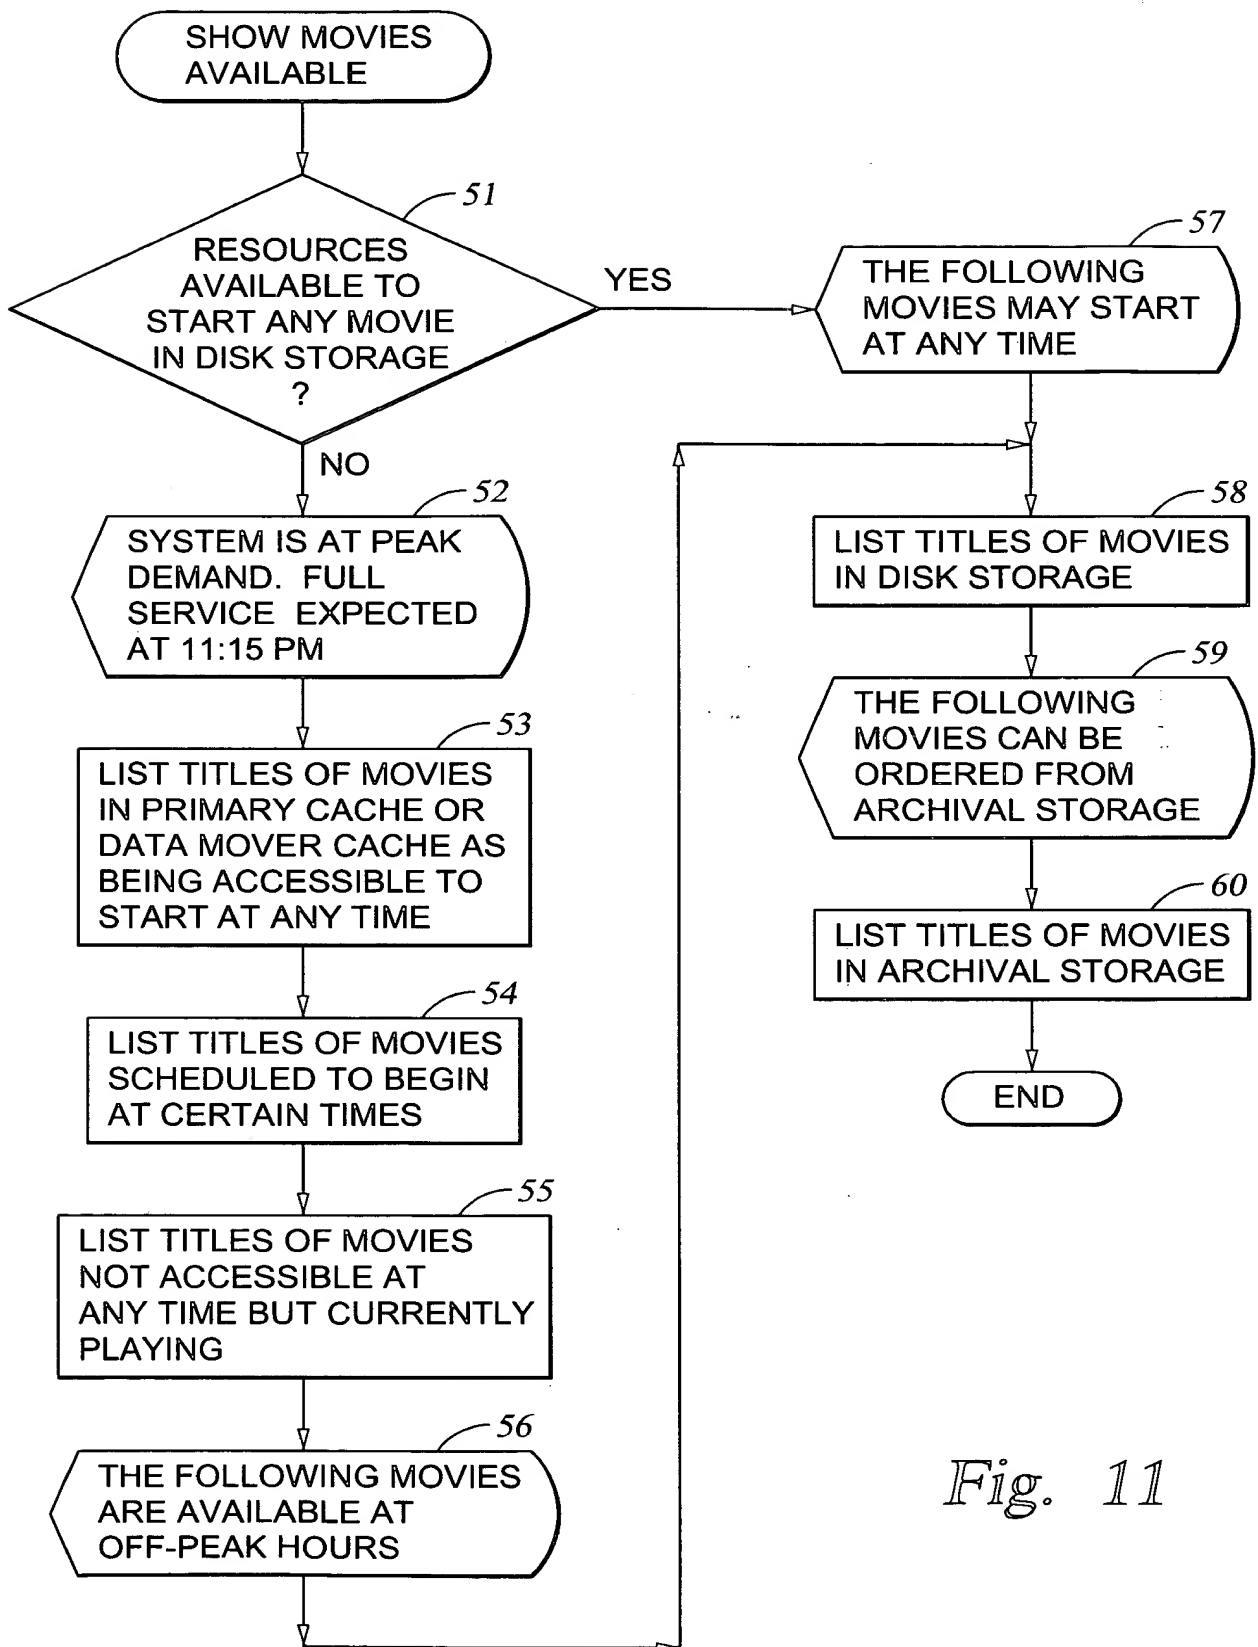 SHOW MOVIES
AVAILABLE
51
RESOURCES
AVAILABLE TO
START ANY MOVIE
IN DISK STORAGE
?
YES
NO
52
SYSTEM IS AT PEAK
DEMAND. FULL
SERVICE EXPECTED
AT 11:15 PM
53
LIST TITLES OF MOVIES
IN PRIMARY CACHE OR
DATA MOVER CACHE AS
BEING ACCESSIBLE TO
START AT ANY TIME
54
LIST TITLES OF MOVIES
SCHEDULED TO BEGIN
AT CERTAIN TIMES
55
LIST TITLES OF MOVIES
NOT ACCESSIBLE AT
ANY TIME BUT CURRENTLY
PLAYING
56
THE FOLLOWING MOVIES
ARE AVAILABLE AT
OFF-PEAK HOURS
57
THE FOLLOWING
MOVIES MAY START
AT ANY TIME
58
LIST TITLES OF MOVIES
IN DISK STORAGE
59
THE FOLLOWING
MOVIES CAN BE
ORDERED FROM
ARCHIVAL STORAGE
60
LIST TITLES OF MOVIES
IN ARCHIVAL STORAGE
END
Fig. 11